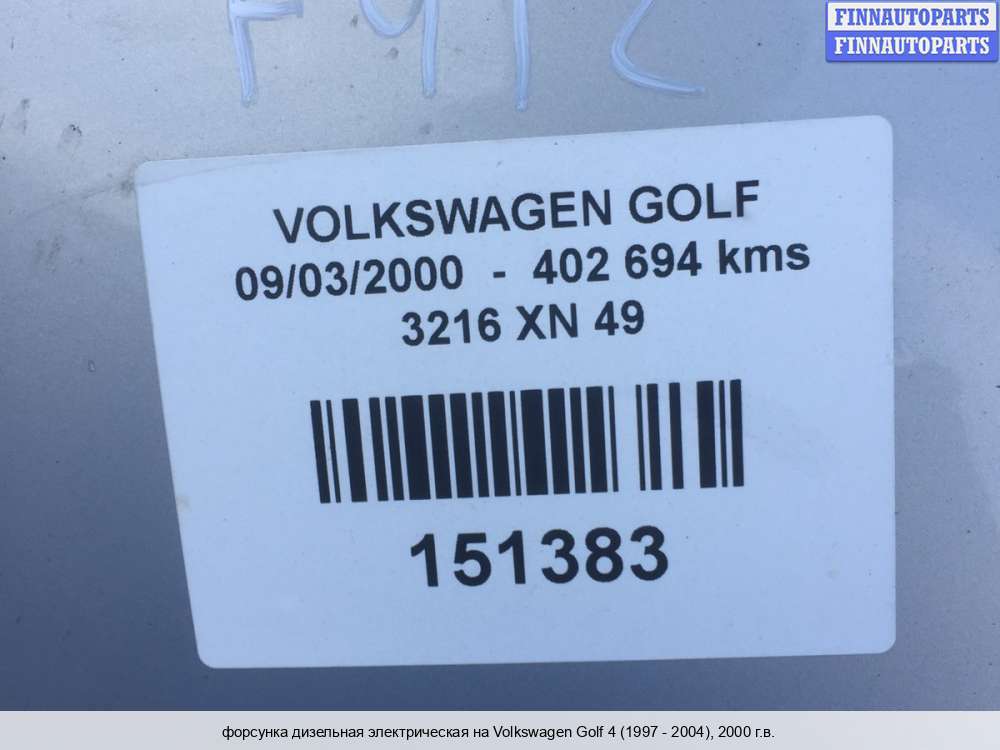 F41Z
FINNAUTOPARTS
FINNAUTOPARTS
VOLKSWAGEN GOLF
09/03/2000 - 402 694 kms
3216 XN 49
151383
форсунка дизельная электрическая на Volkswagen Golf 4 (1997 - 2004), 2000 г.в.